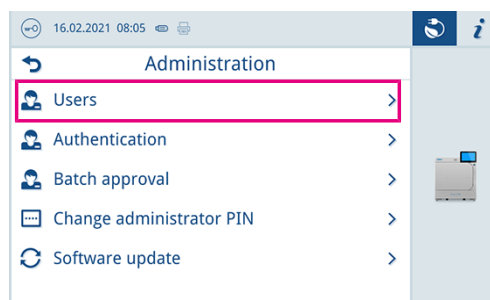 16.02.2021 08:05
Administration
Users
Authentication
Batch approval
Change administrator PIN
Software update